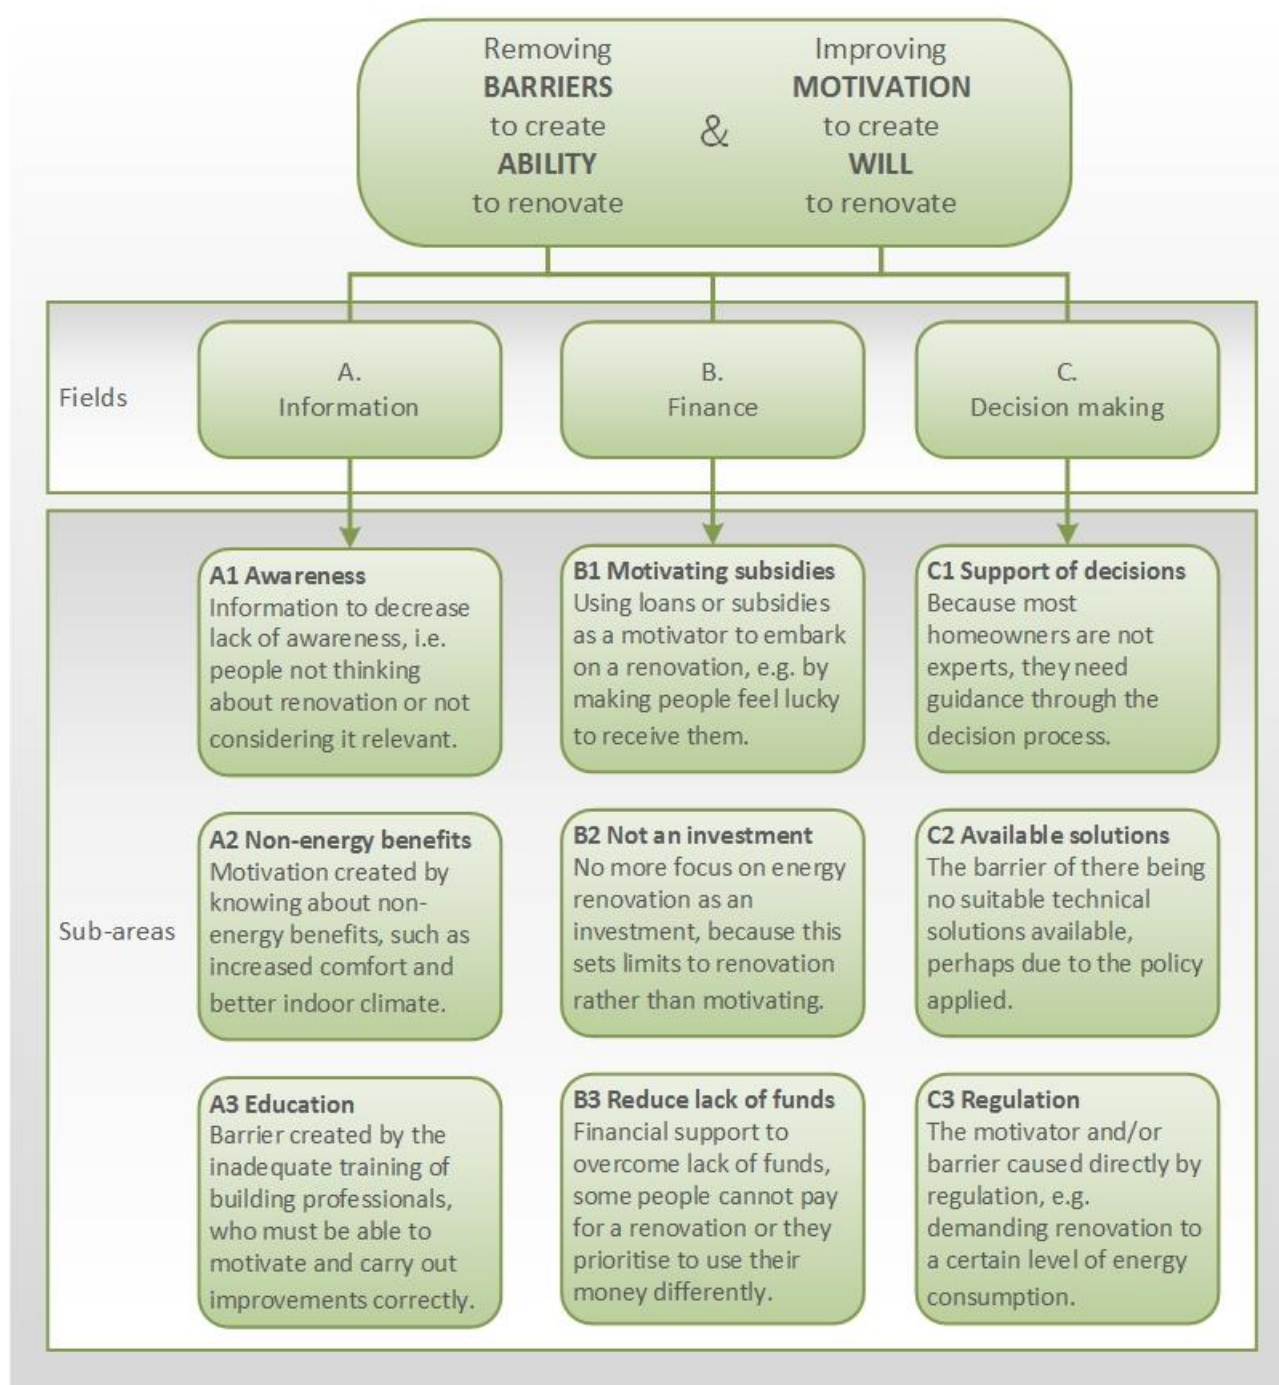 Removing
BARRIERS
to create
ABILITY
to renovate
&
Improving
MOTIVATION
to create
WILL
to renovate
Fields
A.
Information
B.
Finance
C.
Decision making
Sub-areas
A1 Awareness
Information to decrease
lack of awareness, i.e.
people not thinking
about renovation or not
considering it relevant.
B1 Motivating subsidies
Using loans or subsidies
as a motivator to embark
on a renovation, e.g. by
making people feel lucky
to receive them.
C1 Support of decisions
Because most
homeowners are not
experts, they need
guidance through the
decision process.
A2 Non-energy benefits
Motivation created by
knowing about non-
energy benefits, such as
increased comfort and
better indoor climate.
B2 Not an investment
No more focus on energy
renovation as an
investment, because this
sets limits to renovation
rather than motivating.
C2 Available solutions
The barrier of there being
no suitable technical
solutions available,
perhaps due to the policy
applied.
A3 Education
Barrier created by the
inadequate training of
building professionals,
who must be able to
motivate and carry out
improvements correctly.
B3 Reduce lack of funds
Financial support to
overcome lack of funds,
some people cannot pay
for a renovation or they
prioritise to use their
money differently.
C3 Regulation
The motivator and/or
barrier caused directly by
regulation, e.g.
demanding renovation to
a certain level of energy
consumption.